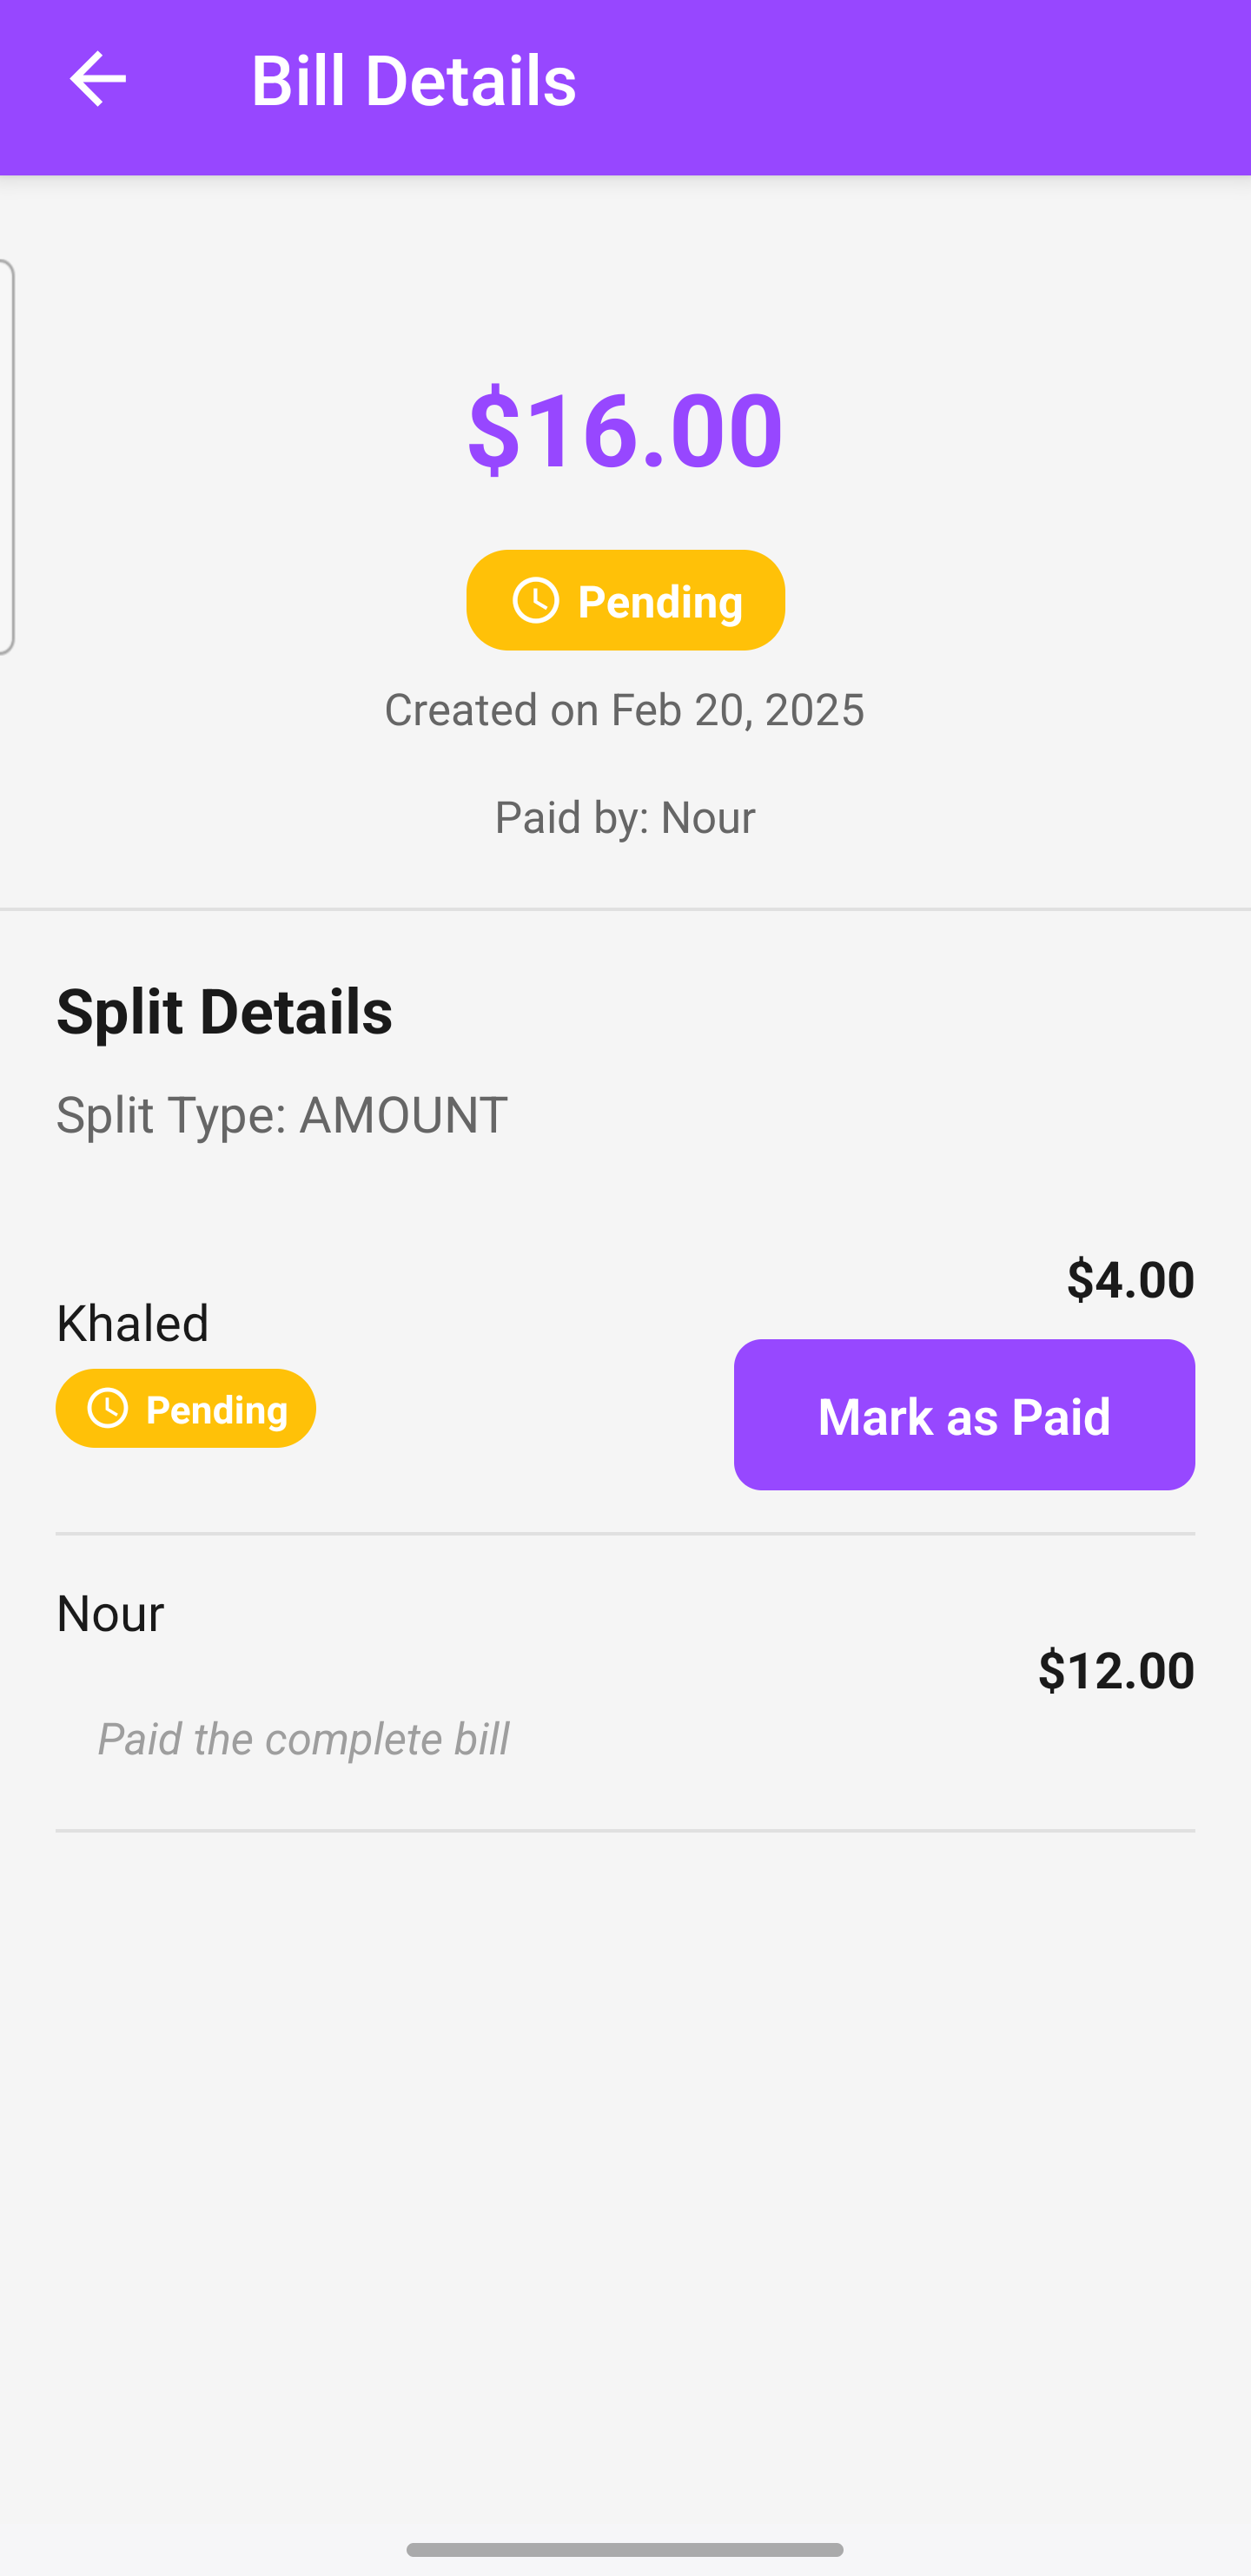 Bill Details
$16.00
Pending
Created on Feb 20, 2025
Paid by: Nour
Split Details
Split Type: AMOUNT
Khaled
$4.00
Pending
Mark as Paid
Nour
$12.00
Paid the complete bill